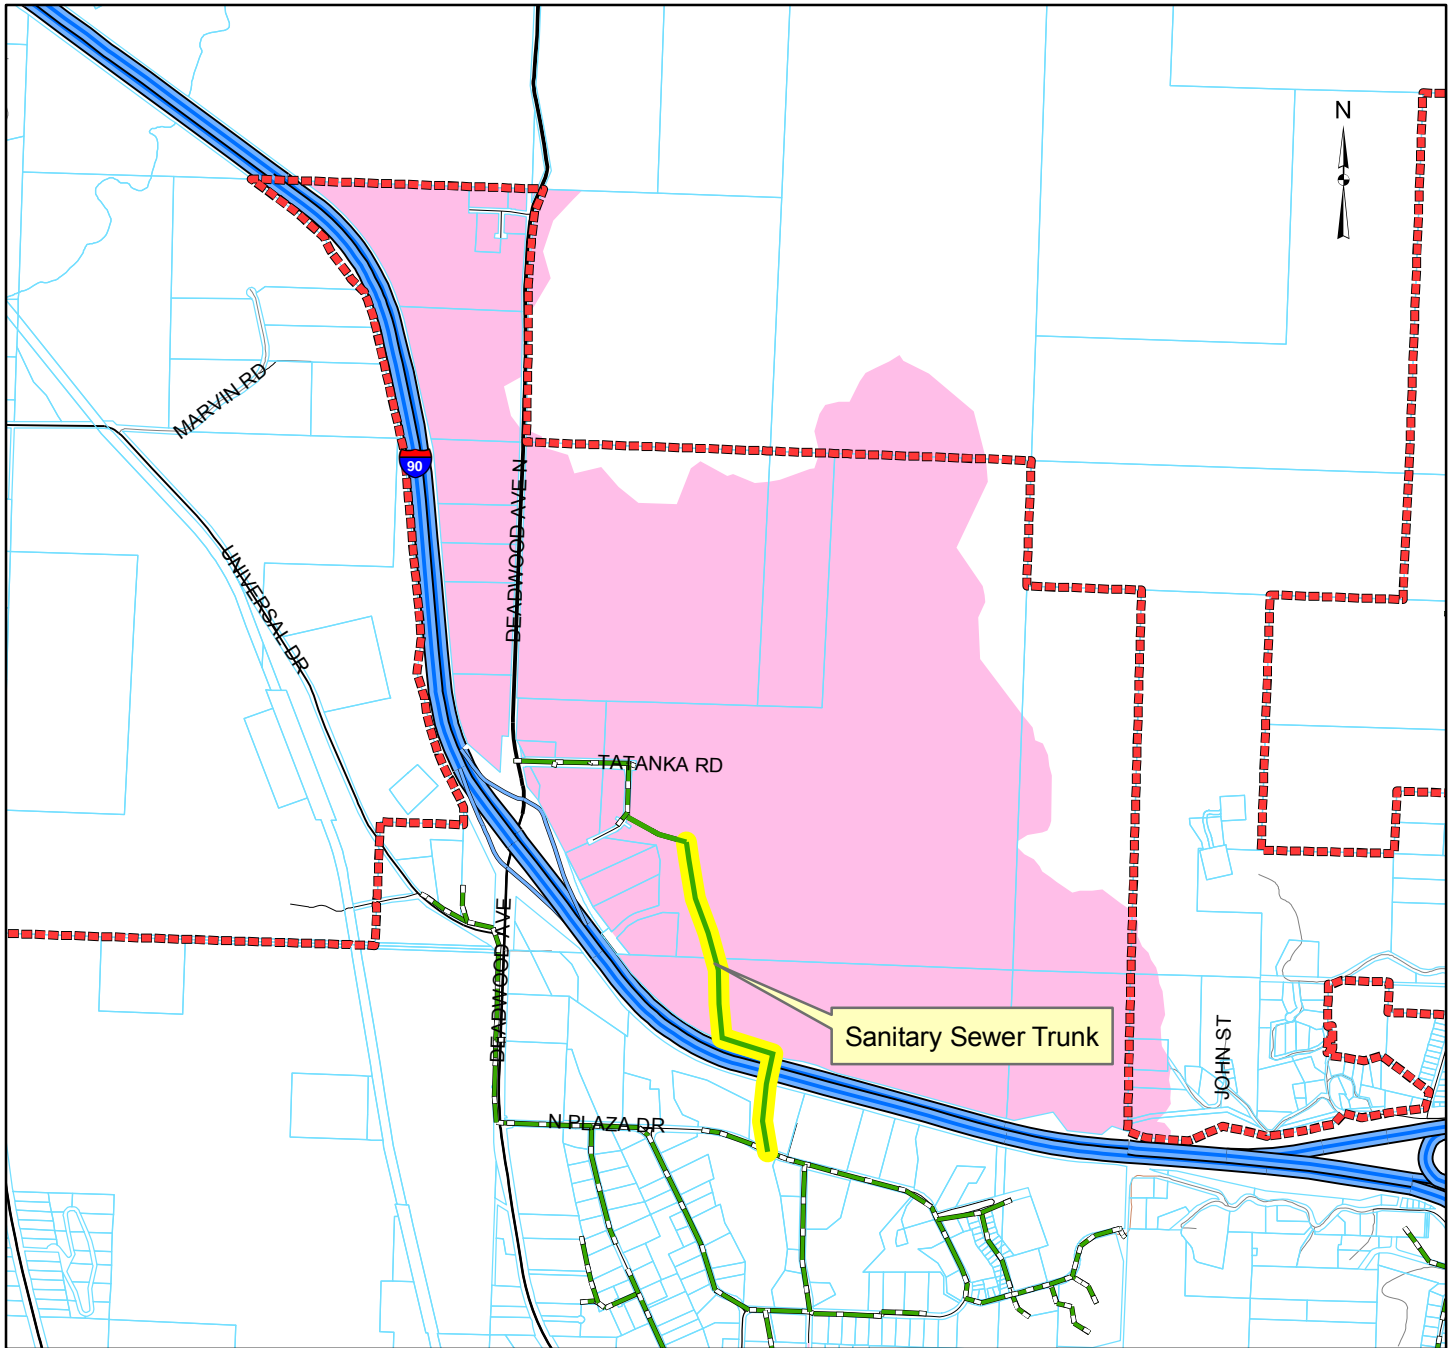 N
MARVIN RD
90
DEADWOOD AVE N
UNIVERSAL DR
TATANKA RD
DEADWOOD AVE
Sanitary Sewer Trunk
JOHN ST
N PLAZA DR